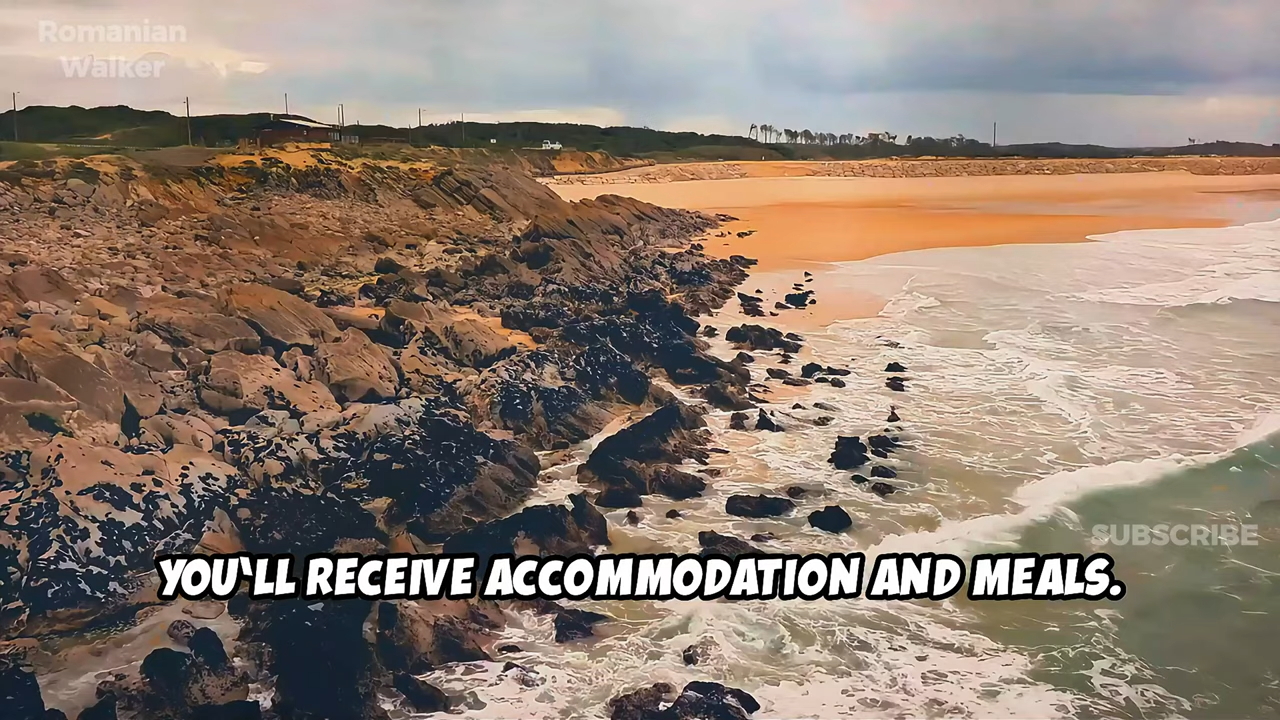 Romanian
Walker
SUBSCRIBE
YOU'LL RECEIVE ACCOMMODATION AND MEALS.